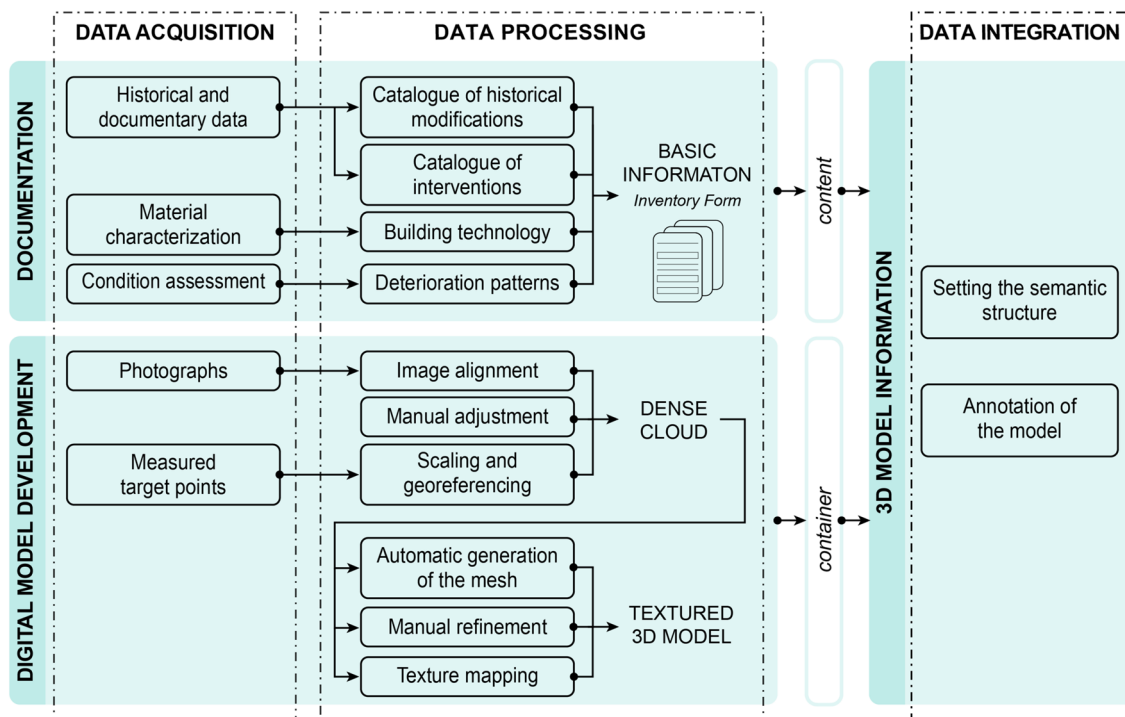 DATA ACQUISITION
DATA PROCESSING
DATA INTEGRATION
DOCUMENTATION
Historical and
documentary data
Material
characterization
Condition assessment
Catalogue of historical
modifications
Catalogue of
interventions
Building technology
Deterioration patterns
BASIC
INFORMATON
Inventory Form
content
DIGITAL MODEL DEVELOPMENT
Photographs
Measured
target points
Image alignment
Manual adjustment
Scaling and
georeferencing
DENSE
CLOUD
Automatic generation
of the mesh
Manual refinement
Texture mapping
TEXTURED
3D MODEL
container
3D MODEL INFORMATION
Setting the semantic
structure
Annotation of
the model